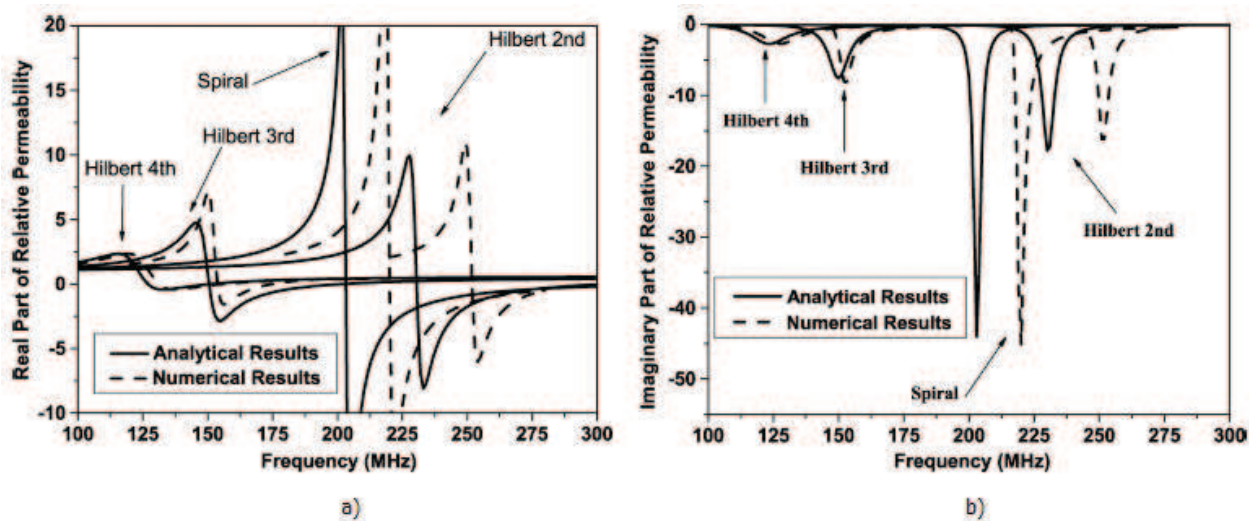 Real Part of Relative Permeability
20
15
10
5
0
-5
-10
Hilbert 2nd
Spiral
Hilbert 3rd
Hilbert 4th
Analytical Results
Numerical Results
100 125 150 175 200 225 250 275 300
Frequency (MHz)
a)
Imaginary Part of Relative Permeability
0
-10
-20
-30
-40
-50
Hilbert 4th
Hilbert 3rd
Hilbert 2nd
Analytical Results
Numerical Results
Spiral
100 125 150 175 200 225 250 275 300
Frequency (MHz)
b)